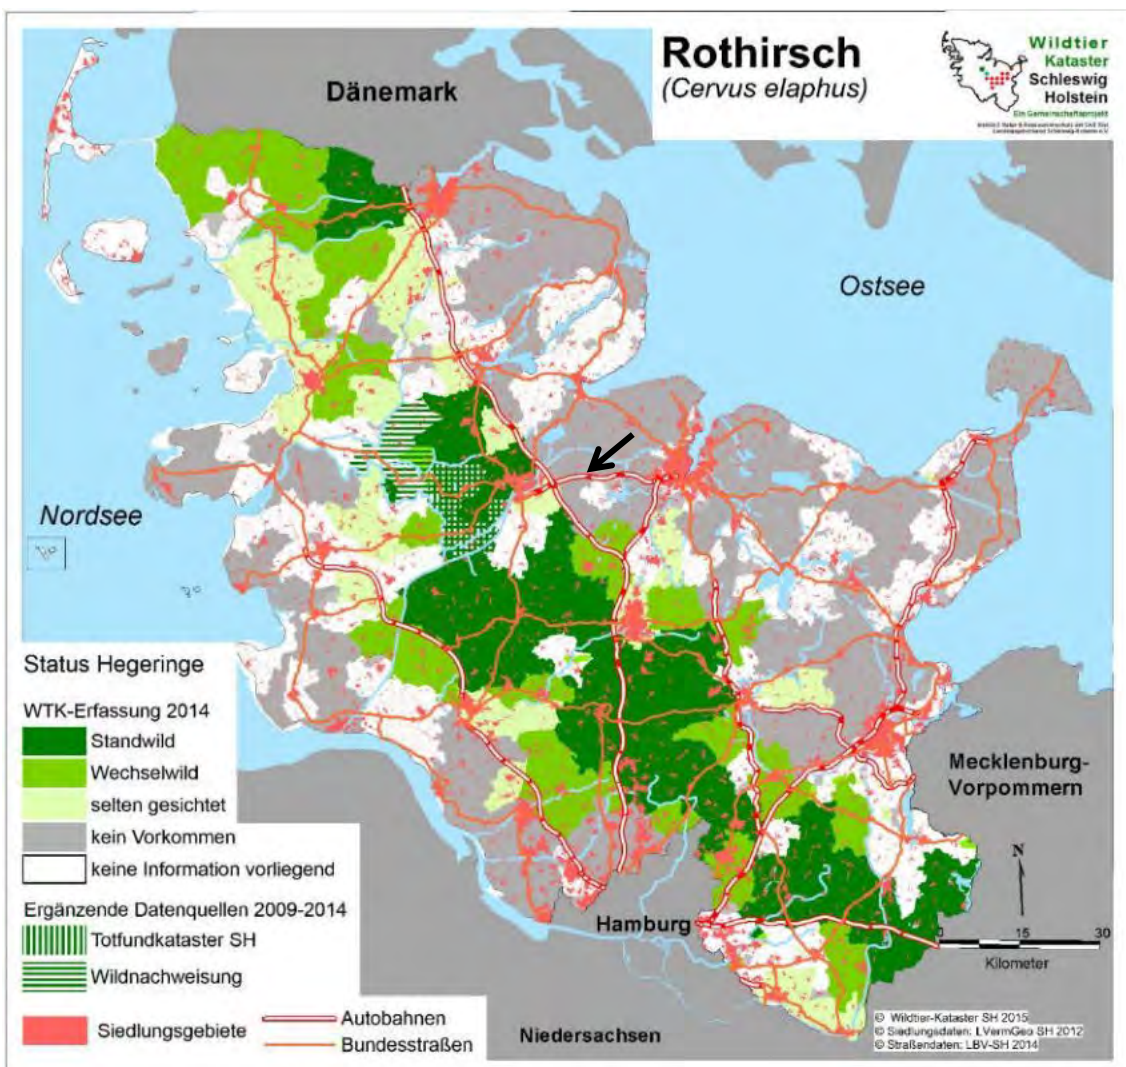 Rothirsch
(Cervus elaphus)
Wildtier
Kataster
Schleswig
Holstein
Ein Gemeinschaftsprojekt
Dänemark
Ostsee
Nordsee
Status Hegeringe
WTK-Erfassung 2014
Standwild
Wechselwild
selten gesichtet
kein Vorkommen
keine Information vorliegend
Ergänzende Datenquellen 2009-2014
Totfundkataster SH
Wildnachweisung
Siedlungsgebiete
Autobahnen
Bundesstraßen
Mecklenburg-
Vorpommern
N
Hamburg
0 15 30
Kilometer
Niedersachsen
© Wildtier-Kataster SH 2015
© Siedlungsdaten: LVermGeo SH 2012
© Straßendaten: LBV-SH 2014